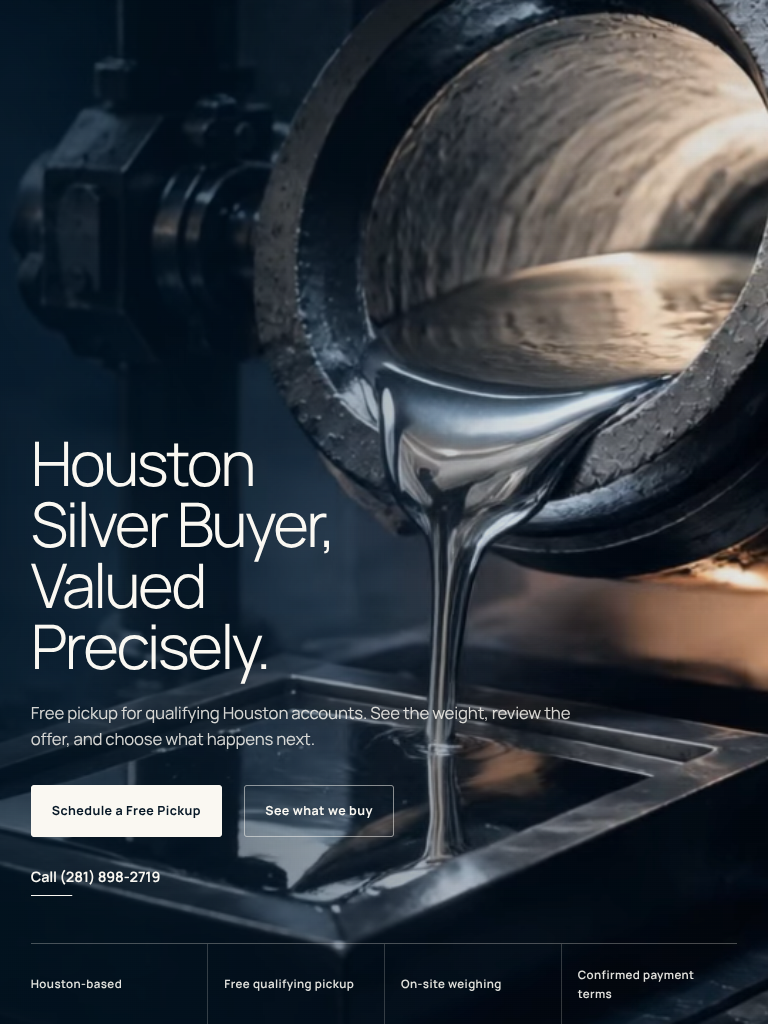 Houston
Silver Buyer,
Valued
Precisely.
Free pickup for qualifying Houston accounts. See the weight, review the
offer, and choose what happens next.
Schedule a Free Pickup
See what we buy
Call (281) 898-2719
Houston-based
Free qualifying pickup
On-site weighing
Confirmed payment
terms